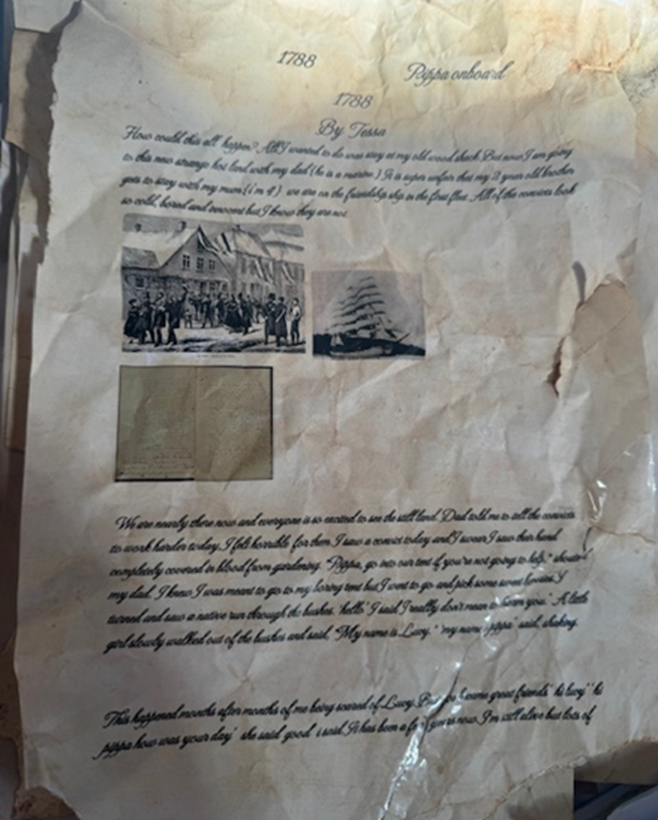 1788 Pippa onboard
1788
By Tessa
How could this all happen? All I wanted to do was stay at my old wood shack. But now I am going
to this new strange hot land with my dad (he is a marine). It is super unfair that my 2 year old brother
gets to stay with my mum (i'm 9). we are on the friendship ship in the first fleet. All of the convicts look
so cold, bored and innocent but I know they are not.
We are nearly there now and everyone is so excited to see the still land. Dad told me to tell the convicts
to work harder today. I felt horrible for them. I saw a convict today and I swear I saw their hand
completely covered in blood from gardening. "Pippa, go into our tent if you're not going to help," shouted
my dad. I knew I was meant to go to my boring tent but I went to go and pick some sweet berries. I
turned and saw a native run through the bushes. 'hello' I said I really don't mean to harm you." A little
girl slowly walked out of the bushes and said, "My name is Lucy." 'my name pippa' said, shaking.
This happened months after months of me being scared of Lucy. But we became great friends' hi lucy' ' hi
pippa how was your day' she said good i said. It has been a few years now. I'm still alive but lots of